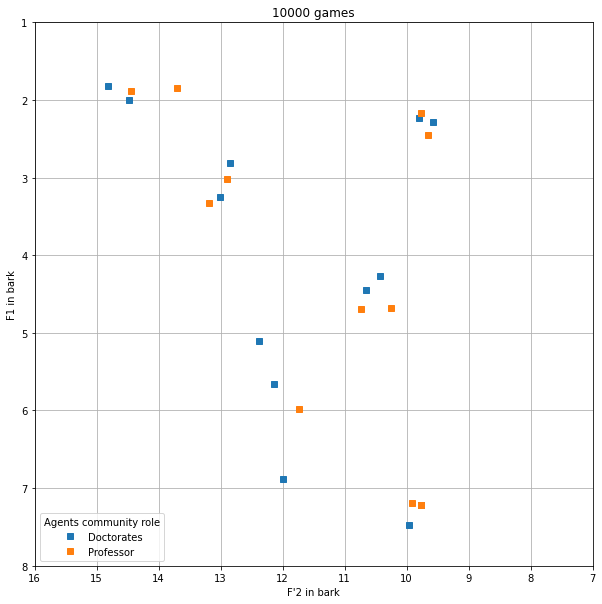 10000 games
1
2
3
4
5
6
7
8
F1 in bark
Agents community role
Doctorates
Professor
16 15 14 13 12 11 10 9 8 7
F'2 in bark